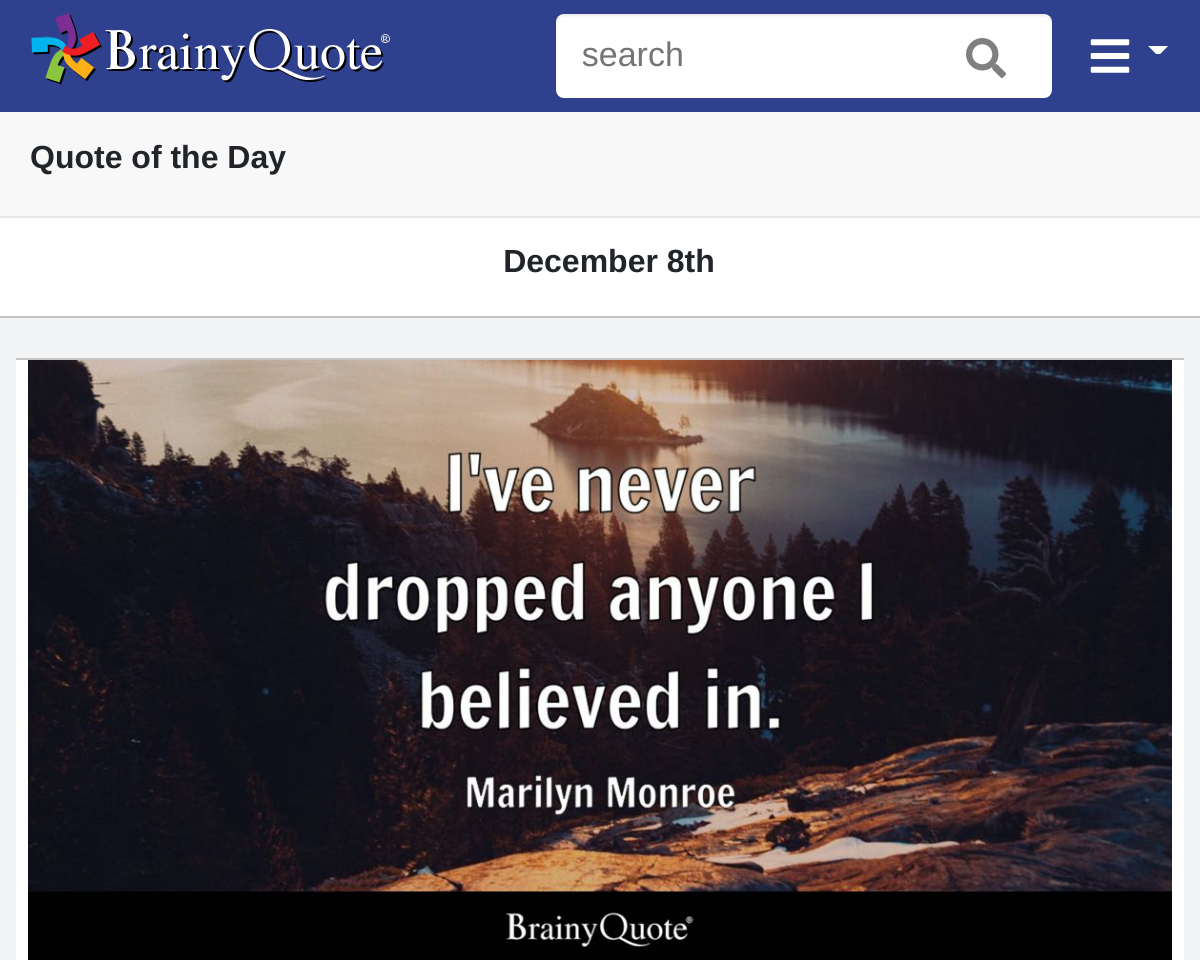 BrainyQuote®
search
Quote of the Day
December 8th
I've never
dropped anyone I
believed in.
Marilyn Monroe
BrainyQuote®